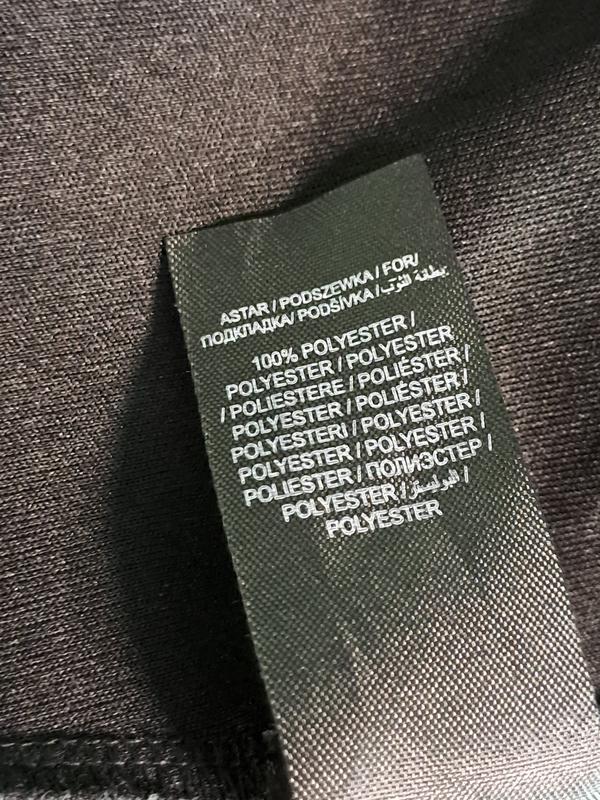 ASTAR / PODSZEWKA / FOR/
ПОДКЛАДКА/ PODŠÍVKA / بطانة الثوب
100% POLYESTER /
POLYESTER / POLYESTER
/ POLIESTERE / POLIÉSTER /
POLYESTER / POLIÉSTER /
POLYESTERI / POLYESTER /
POLYESTER / POLYESTER /
POLIESTER / ПОЛИЭСТЕР /
POLYESTER / البوليستر /
POLYESTER